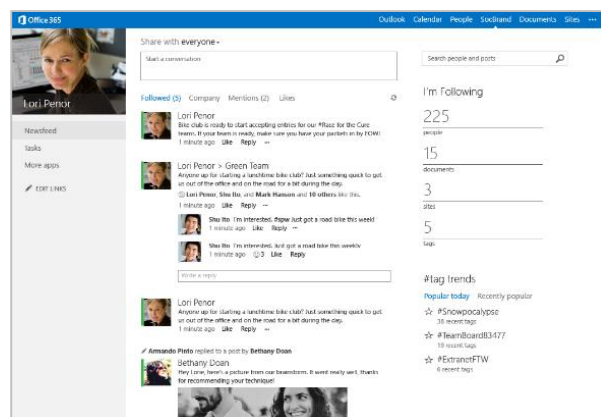 Office 365
Outlook Calendar People SocBrand Documents Sites ···
Lori Penor
Newsfeed
Tasks
More apps
EDIT LINKS
Share with everyone
Start a conversation
Followed (5) Company Mentions (2) Likes
Lori Penor
Bike club is ready to start accepting entries for our #Race for the Cure
teams. If your team is ready, make sure you have your packets in by EOW!
1 minute ago Like Reply ···
Lori Penor > Green Team
Anyone up for starting a lunchtime bike club? Just something quick to get
us out of the office and on the road for a bit during the day.
Lori Penor, Shu Ito, and Mark Hanson and 10 others like this.
1 minute ago Like Reply ···
Shu Ito I'm interested, #spw Just got a road bike this week!
1 minute ago Like Reply ···
Shu Ito I'm interested. Just got a road bike this weekly
1 minute ago 3 Like Reply
Write a reply
Lori Penor
Anyone up for starting a lunchtime bike club? Just something quick to get
us out of the office and on the road for a bit during the day.
1 minute ago Like Reply ···
Armando Pinto replied to a post by Bethany Doan
Bethany Doan
Hey Lone, here's a picture from our brainstorm. It went really well, thanks
for recommending your technique!
Search people and posts
I'm Following
225
people
15
documents
3
sites
5
tags
#tag trends
Popular today Recently popular
#Snowpocalypse
38 recent tags
#TeamBoard83477
18 recent tags
#ExtranetFTW
6 recent tags